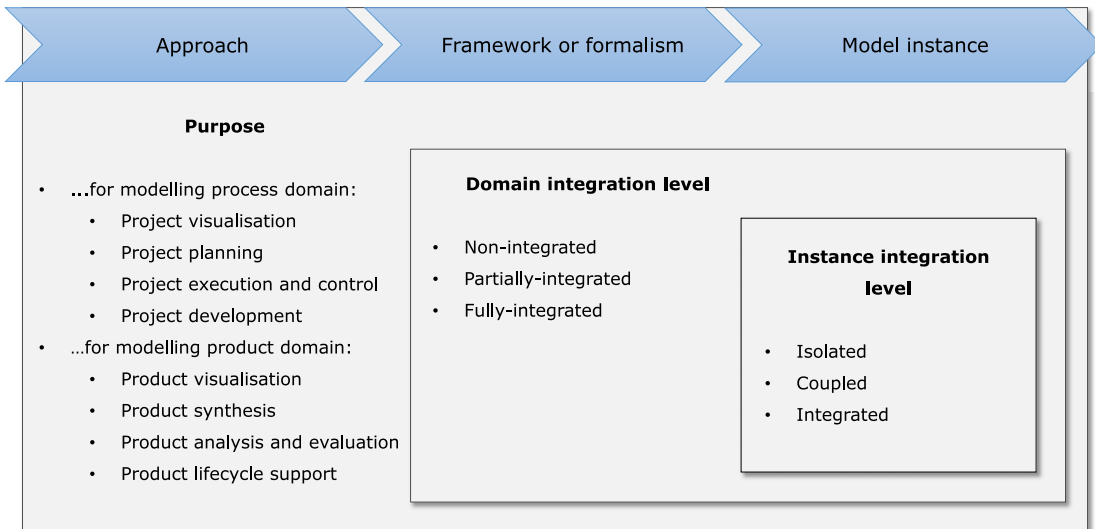 Approach
Framework or formalism
Model instance
Purpose
• ...for modelling process domain:
• Project visualisation
• Project planning
• Project execution and control
• Project development
• ...for modelling product domain:
• Product visualisation
• Product synthesis
• Product analysis and evaluation
• Product lifecycle support
Domain integration level
• Non-integrated
• Partially-integrated
• Fully-integrated
Instance integration
level
• Isolated
• Coupled
• Integrated